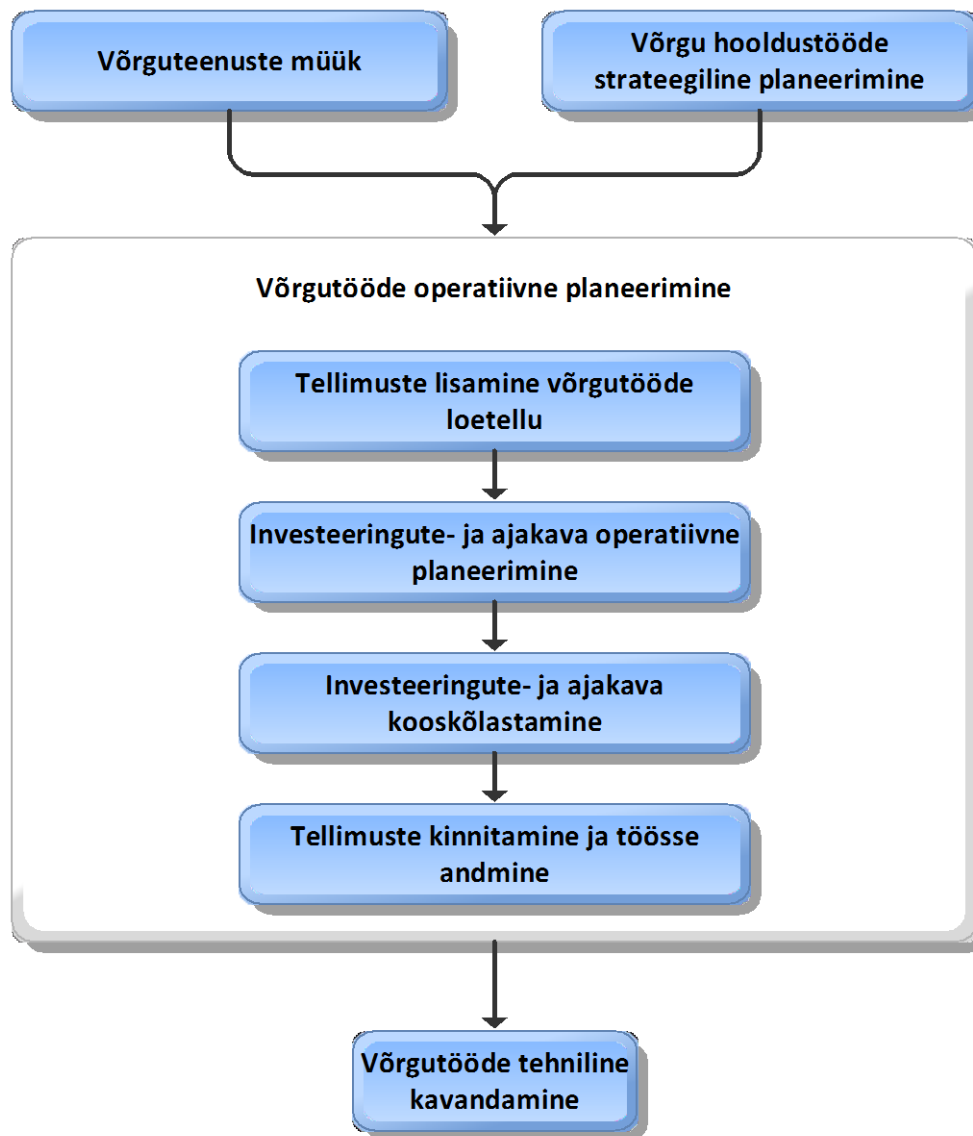 Võrguteenuste müük
Võrgu hooldustööde
strateegiline planeerimine
Võrgutööde operatiivne planeerimine
Tellimuste lisamine võrgutööde
loetellu
Investeeringute- ja ajakava operatiivne
planeerimine
Investeeringute- ja ajakava
kooskõlastamine
Tellimuste kinnitamine ja töösse
andmine
Võrgutööde tehniline
kavandamine